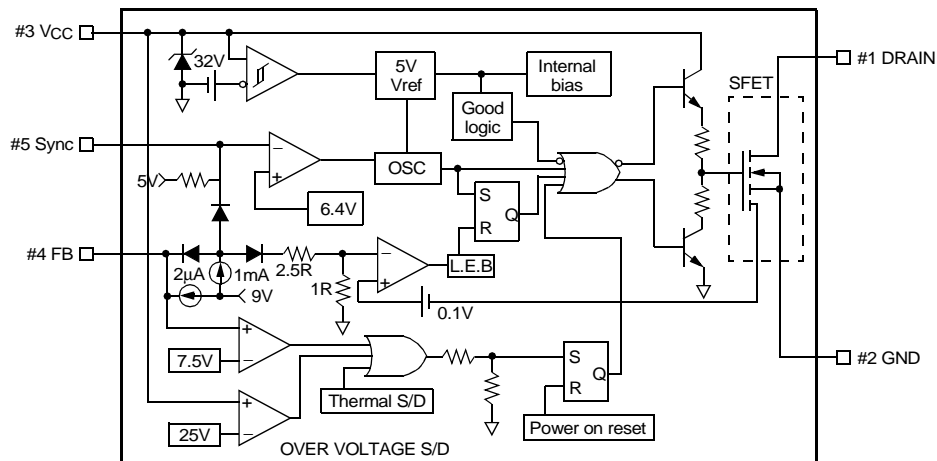 #3 VCC
32V
5V
Vref
Internal
bias
#1 DRAIN
Good
logic
SFET
#5 Sync
−
+
OSC
5V
6.4V
S
R
Q
#4 FB
2.5R
−
+
L.E.B
2μA
1mA
1R
9V
0.1V
+
−
7.5V
S
R
Q
#2 GND
Thermal S/D
+
−
25V
Power on reset
OVER VOLTAGE S/D